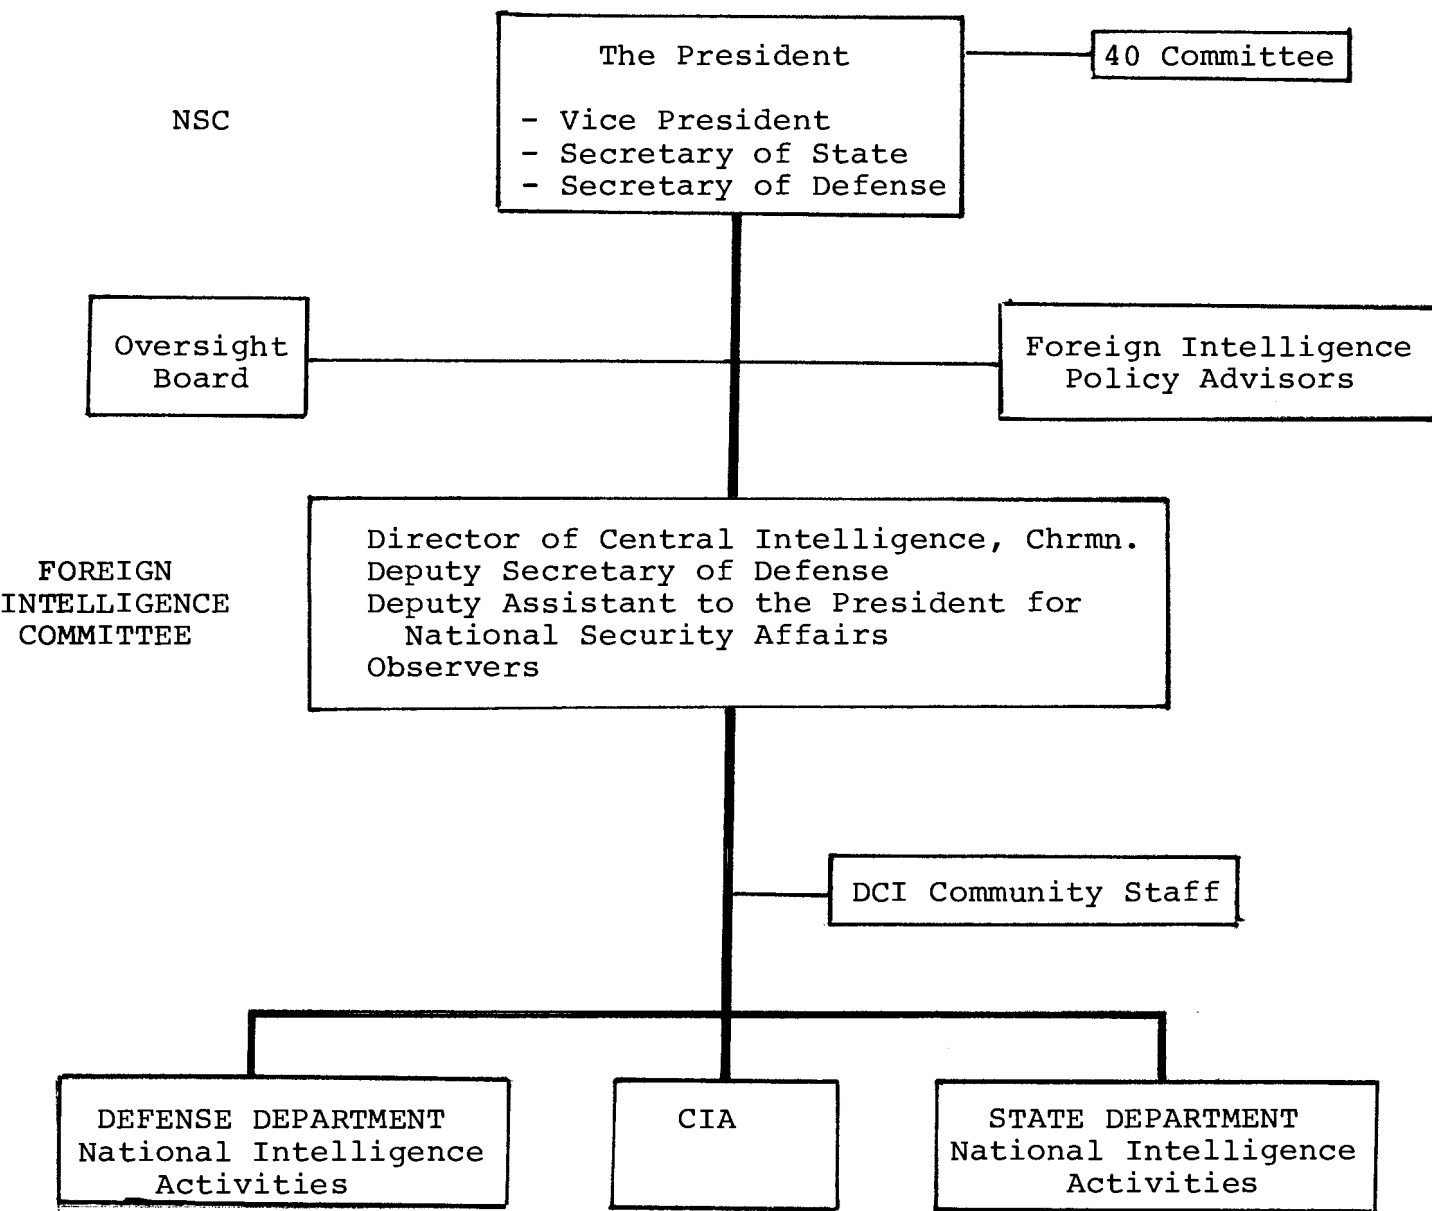 The President
40 Committee
NSC
- Vice President
- Secretary of State
- Secretary of Defense
Oversight
Board
Foreign Intelligence
Policy Advisors
FOREIGN
INTELLIGENCE
COMMITTEE
Director of Central Intelligence, Chrmn.
Deputy Secretary of Defense
Deputy Assistant to the President for
National Security Affairs
Observers
DCI Community Staff
DEFENSE DEPARTMENT
National Intelligence
Activities
CIA
STATE DEPARTMENT
National Intelligence
Activities